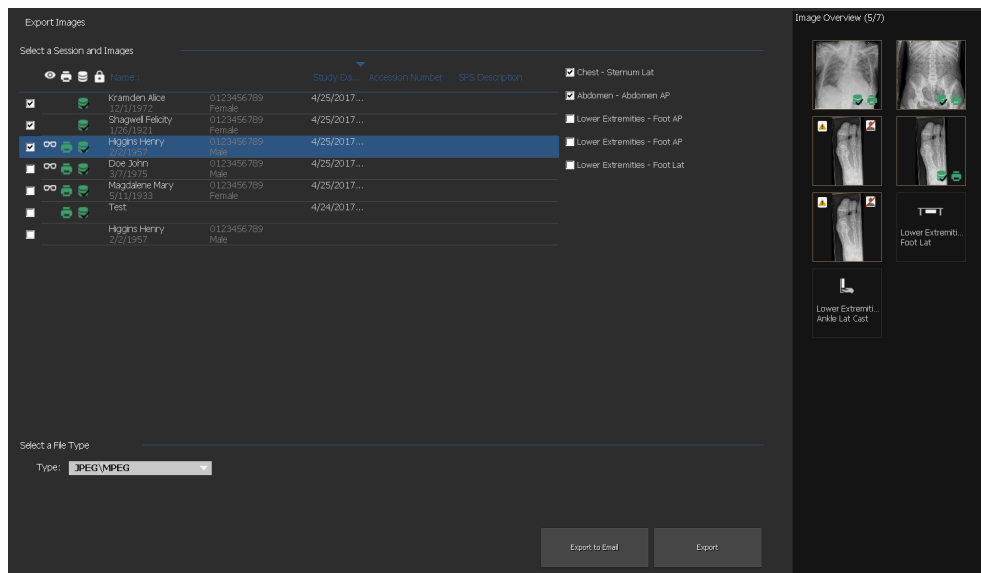 Export Images
Image Overview (5/7)
Select a Session and Images
Name ↑
Study Da... Accession Number SPS Description
Kramden Alice 0123456789 4/25/2017...
12/1/1972 Female
Shagwell Felicity 0123456789 4/25/2017...
1/26/1921 Female
Higgins Henry 0123456789 4/25/2017...
2/2/1957 Male
Doe John 0123456789 4/25/2017...
3/7/1975 Male
Magdalene Mary 0123456789 4/25/2017...
5/11/1933 Female
Test 4/24/2017...
Higgins Henry 0123456789
2/2/1957 Male
Chest - Sternum Lat
Abdomen - Abdomen AP
Lower Extremities - Foot AP
Lower Extremities - Foot AP
Lower Extremities - Foot Lat
Lower Extremiti...
Foot Lat
Lower Extremiti...
Ankle Lat Cast
Select a File Type
Type: JPEG\MPEG
Export to Email
Export